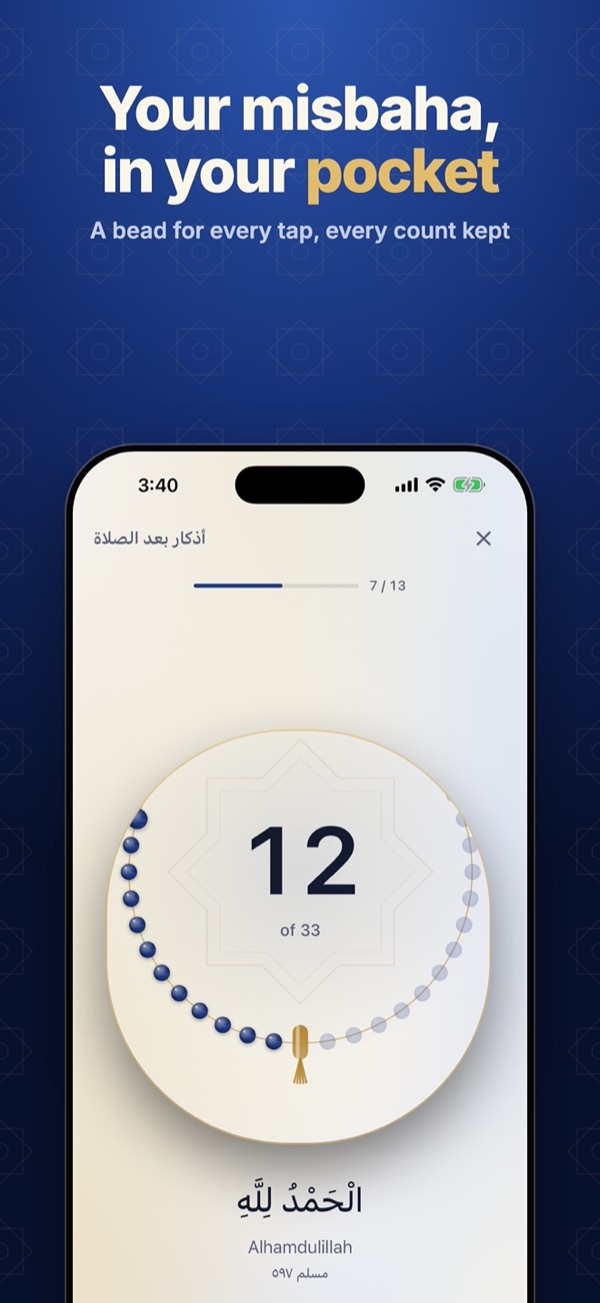 Your misbaha,
in your pocket
A bead for every tap, every count kept
3:40
أذكار بعد الصلاة
7 / 13
12
of 33
الْحَمْدُ لِلَّهِ
Alhamdulillah
مسلم ٥٩٧